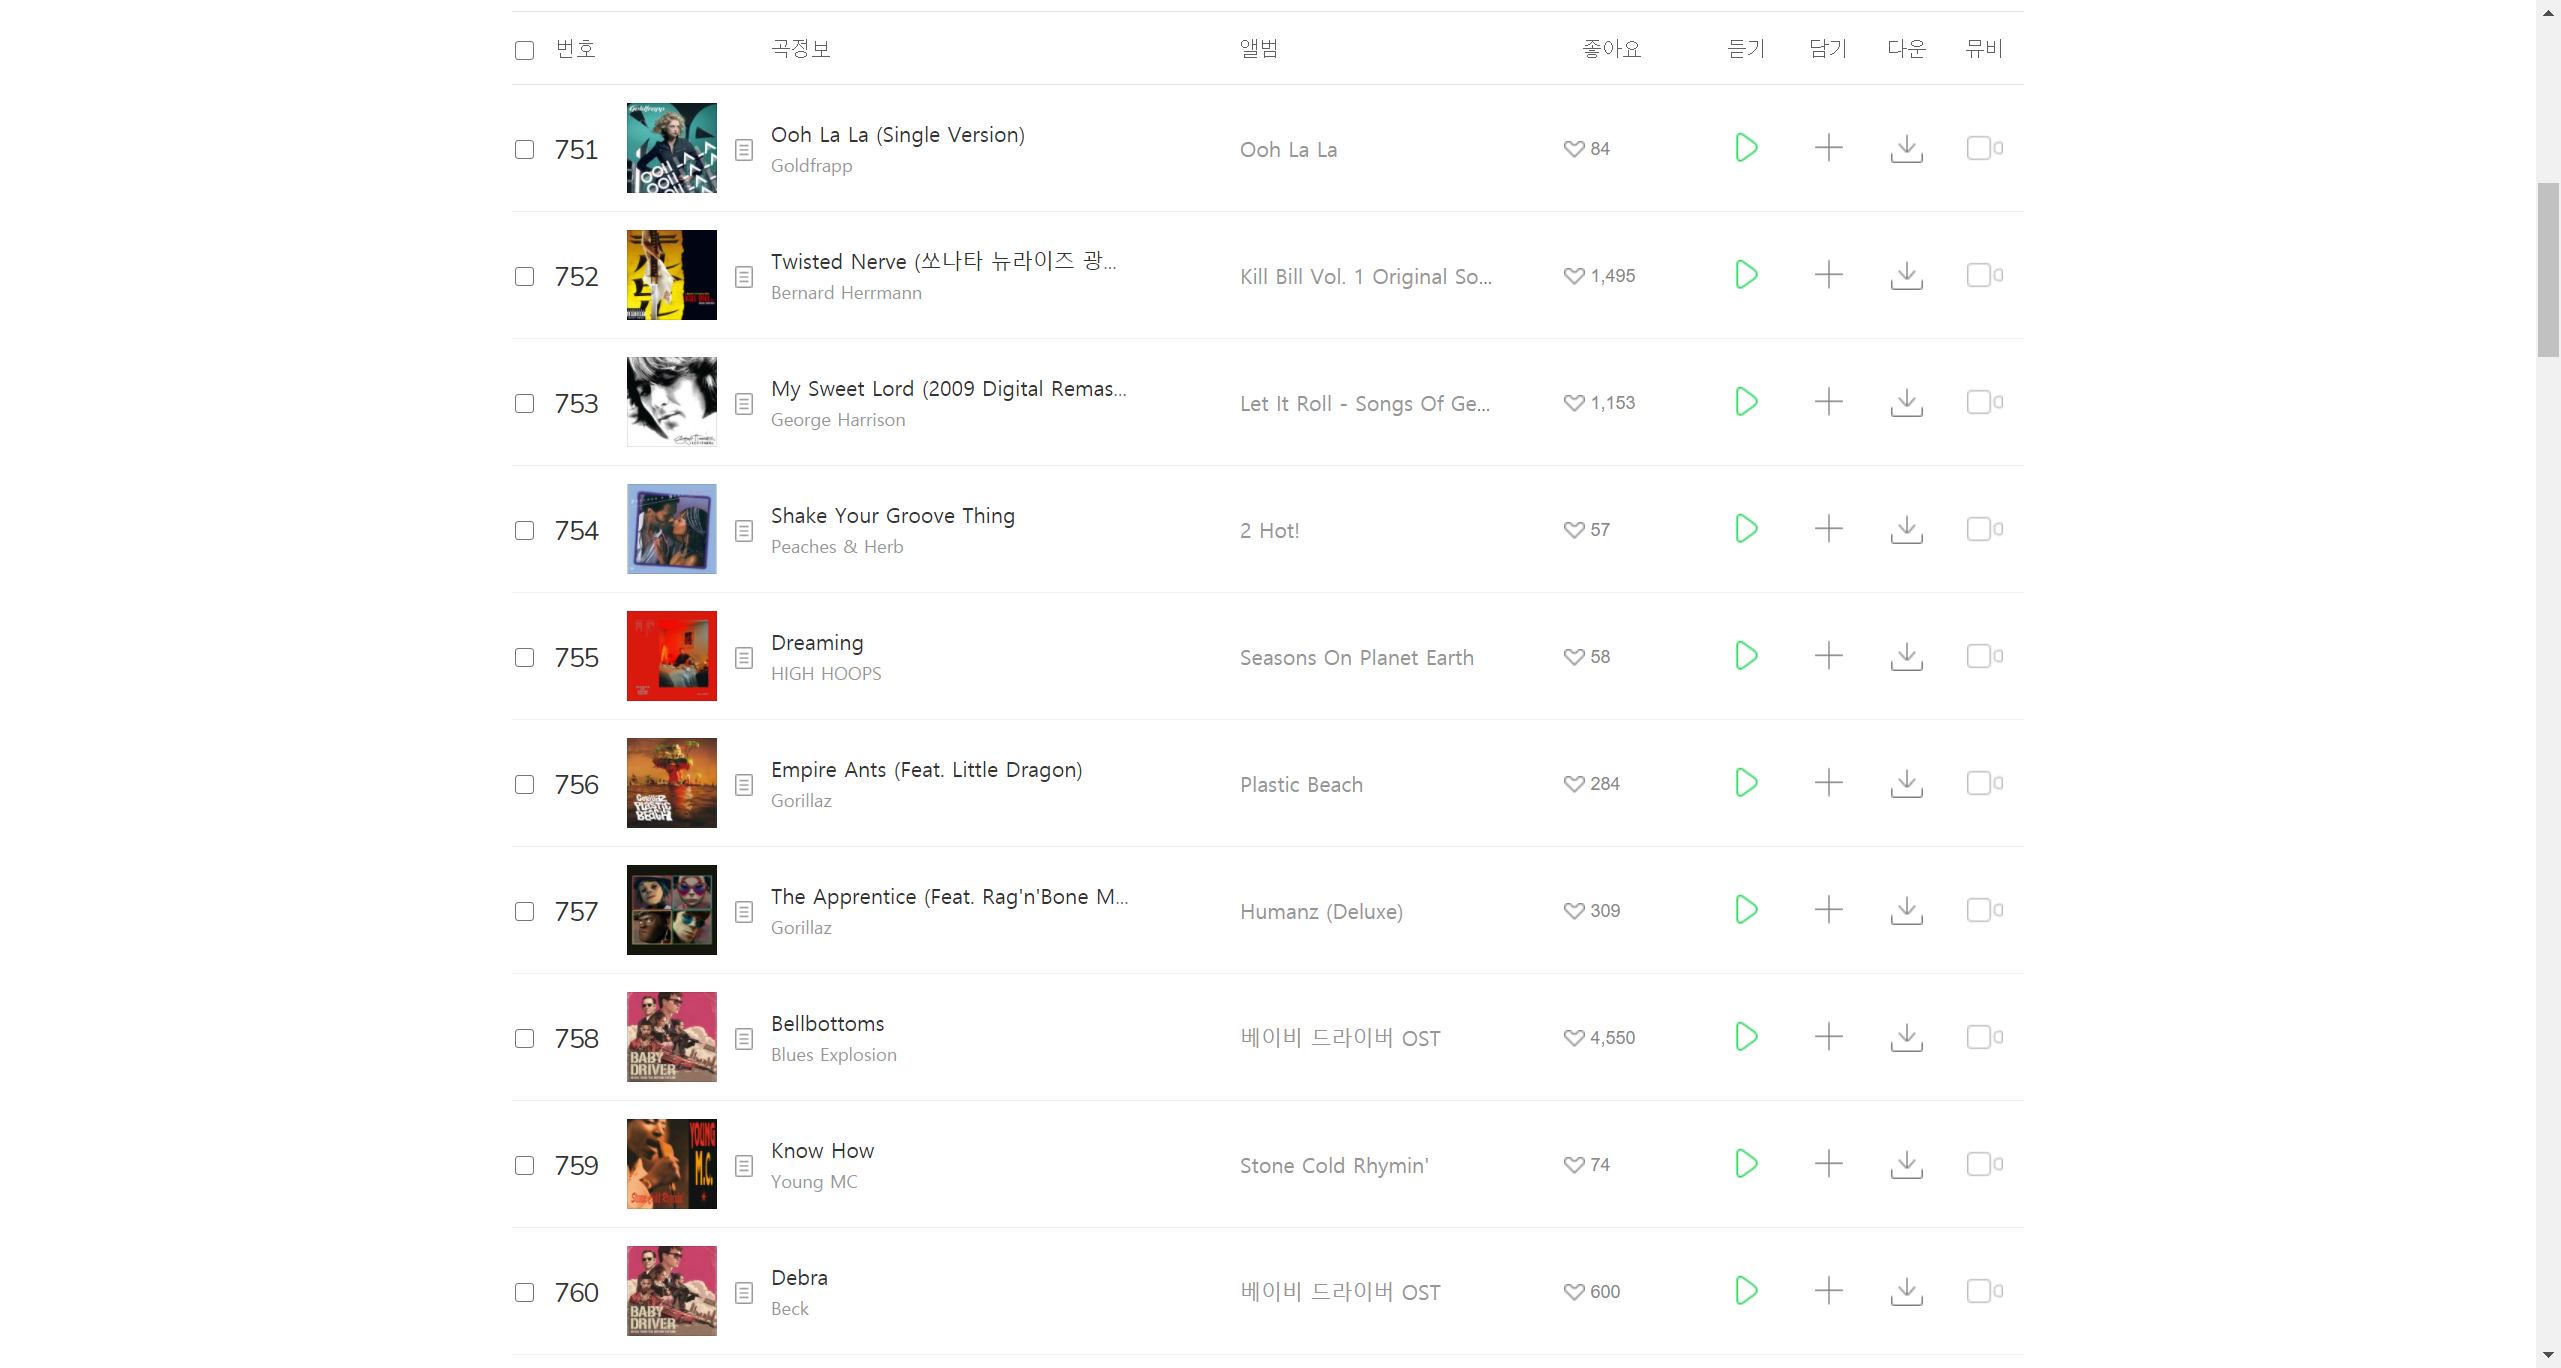 번호 곡정보 앨범 좋아요 듣기 담기 다운 뮤비
751 Ooh La La (Single Version) Ooh La La 84
Goldfrapp
752 Twisted Nerve (쏘나타 뉴라이즈 광... Kill Bill Vol. 1 Original So... 1,495
Bernard Herrmann
753 My Sweet Lord (2009 Digital Remas... Let It Roll - Songs Of Ge... 1,153
George Harrison
754 Shake Your Groove Thing 2 Hot! 57
Peaches & Herb
755 Dreaming Seasons On Planet Earth 58
HIGH HOOPS
756 Empire Ants (Feat. Little Dragon) Plastic Beach 284
Gorillaz
757 The Apprentice (Feat. Rag'n'Bone M... Humanz (Deluxe) 309
Gorillaz
758 Bellbottoms 베이비 드라이버 OST 4,550
Blues Explosion
BABY
DRIVER
759 Know How Stone Cold Rhymin' 74
Young MC
YOUNG
M.C.
760 Debra 베이비 드라이버 OST 600
Beck
BABY
DRIVER